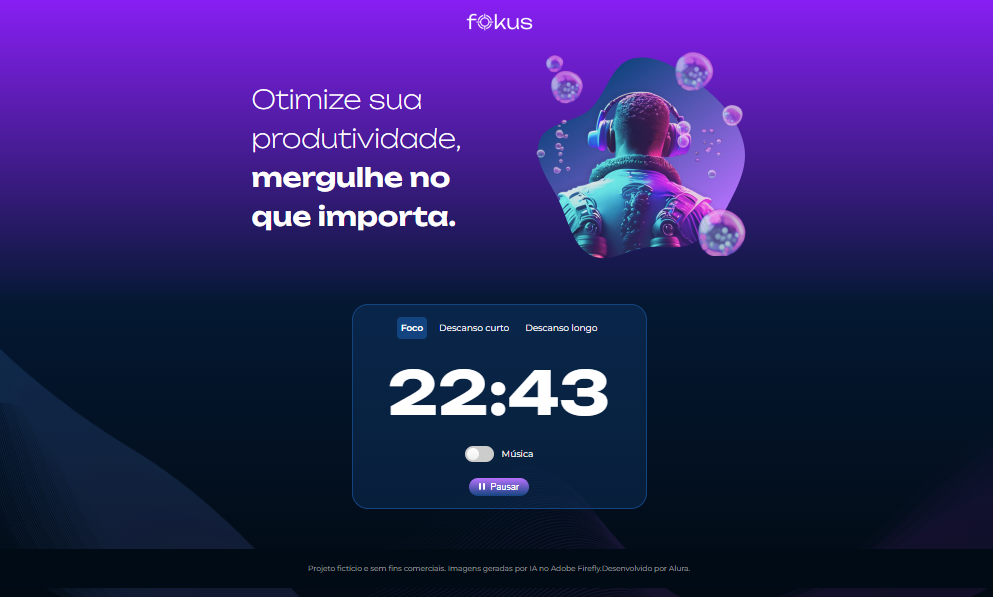 fokus
Otimize sua
produtividade,
mergulhe no
que importa.
Foco Descanso curto Descanso longo
22:43
Música
Pausar
Projeto fictício e sem fins comerciais. Imagens geradas por IA no Adobe Firefly.Desenvolvido por Alura.